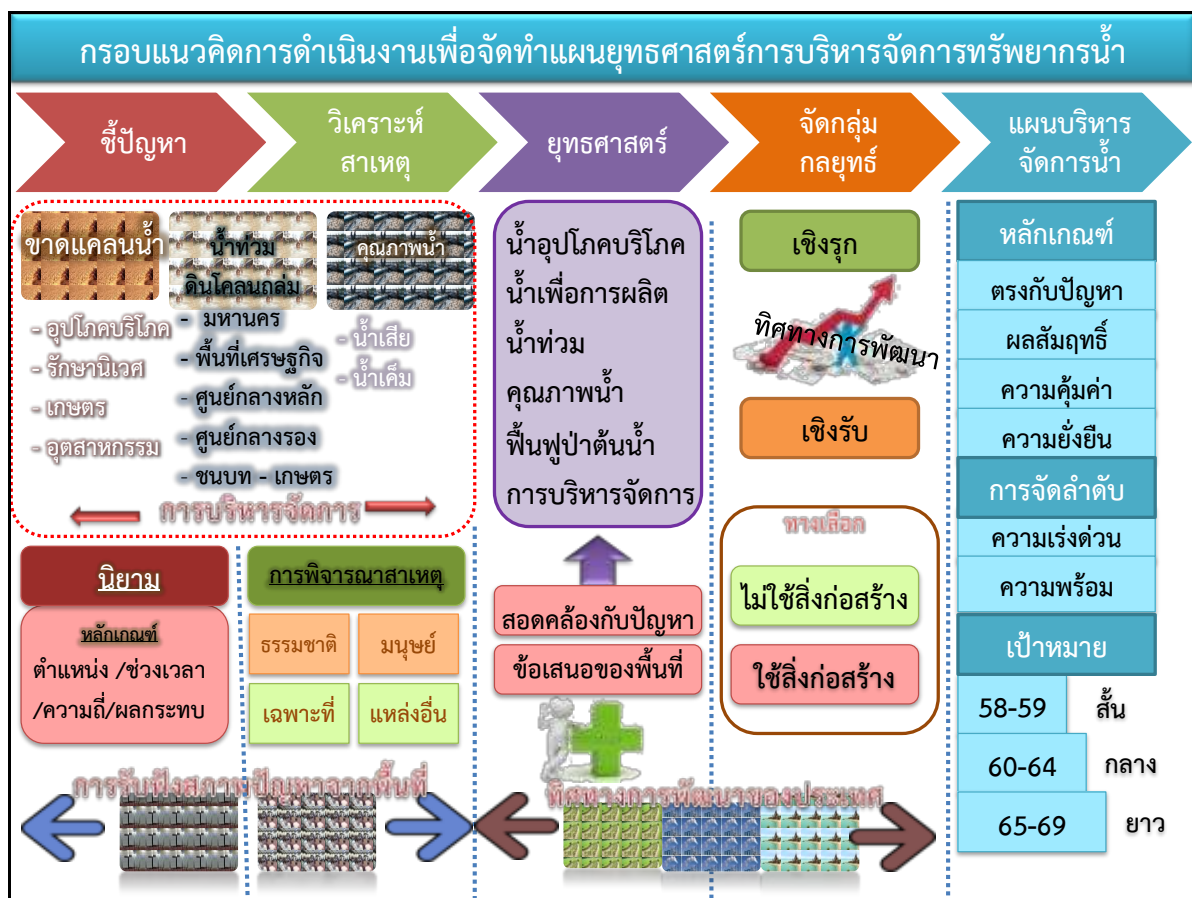 กรอบแนวคิดการดำเนินงานเพื่อจัดทำแผนยุทธศาสตร์การบริหารจัดการทรัพยากรน้ำ
ชี้ปัญหา
วิเคราะห์
สาเหตุ
ยุทธศาสตร์
จัดกลุ่ม
กลยุทธ์
แผนบริหาร
จัดการน้ำ
ขาดแคลนน้ำ
- อุปโภคบริโภค
- รักษานิเวศ
- เกษตร
- อุตสาหกรรม
น้ำท่วม
ดินโคลนถล่ม
- มหานคร
- พื้นที่เศรษฐกิจ
- ศูนย์กลางหลัก
- ศูนย์กลางรอง
- ชนบท - เกษตร
คุณภาพน้ำ
- น้ำเสีย
- น้ำเค็ม
การบริหารจัดการ
นิยาม
หลักเกณฑ์
ตำแหน่ง /ช่วงเวลา
/ความถี่/ผลกระทบ
การพิจารณาสาเหตุ
ธรรมชาติ
มนุษย์
เฉพาะที่
แหล่งอื่น
การรับฟังสภาพปัญหาจากพื้นที่
น้ำอุปโภคบริโภค
น้ำเพื่อการผลิต
น้ำท่วม
คุณภาพน้ำ
ฟื้นฟูป่าต้นน้ำ
การบริหารจัดการ
สอดคล้องกับปัญหา
ข้อเสนอของพื้นที่
ทิศทางการพัฒนาของประเทศ
เชิงรุก
ทิศทางการพัฒนา
เชิงรับ
ทางเลือก
ไม่ใช้สิ่งก่อสร้าง
ใช้สิ่งก่อสร้าง
หลักเกณฑ์
ตรงกับปัญหา
ผลสัมฤทธิ์
ความคุ้มค่า
ความยั่งยืน
การจัดลำดับ
ความเร่งด่วน
ความพร้อม
เป้าหมาย
58-59 สั้น
60-64 กลาง
65-69 ยาว